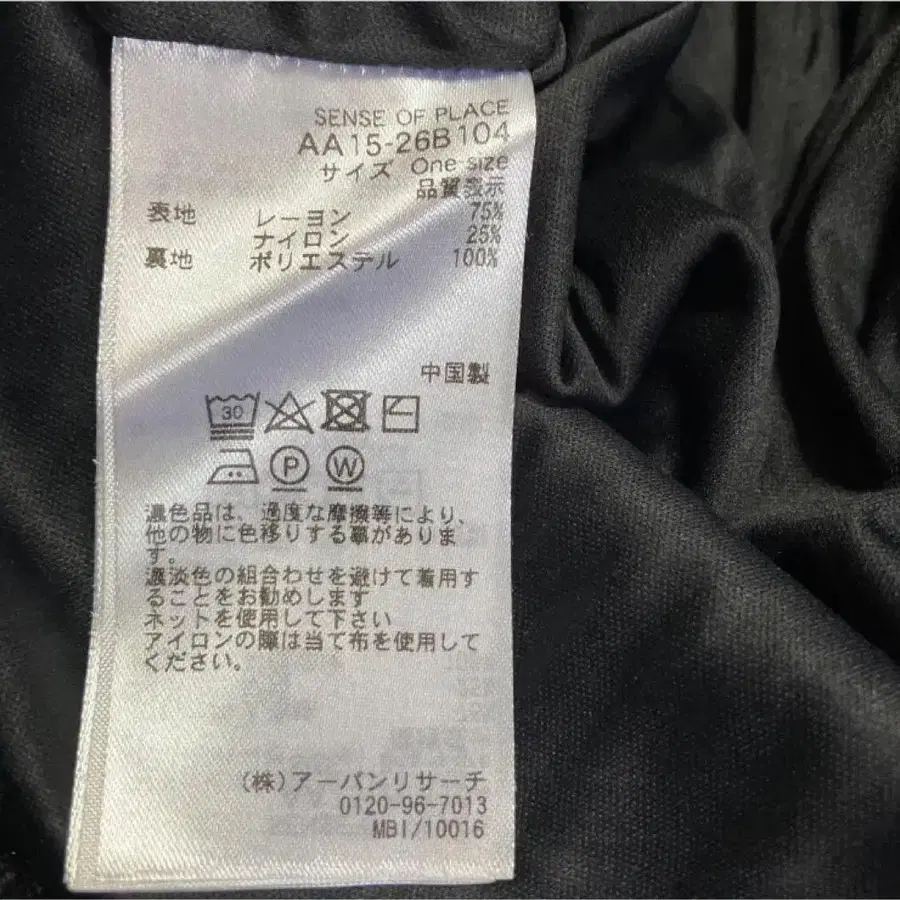 SENSE OF PLACE
AA15-26B104
サイズ One size
品質表示
表地 レーヨン 75%
ナイロン 25%
裏地 ポリエステル 100%
中国製
30
P W
濃色品は、過度な摩擦等により、
他の物に色移りする事がありま
す。
濃淡色の組合わせを避けて着用す
ることをお勧めします
ネットを使用して下さい
アイロンの際は当て布を使用して
ください。
(株)アーバンリサーチ
0120-96-7013
MBI/10016